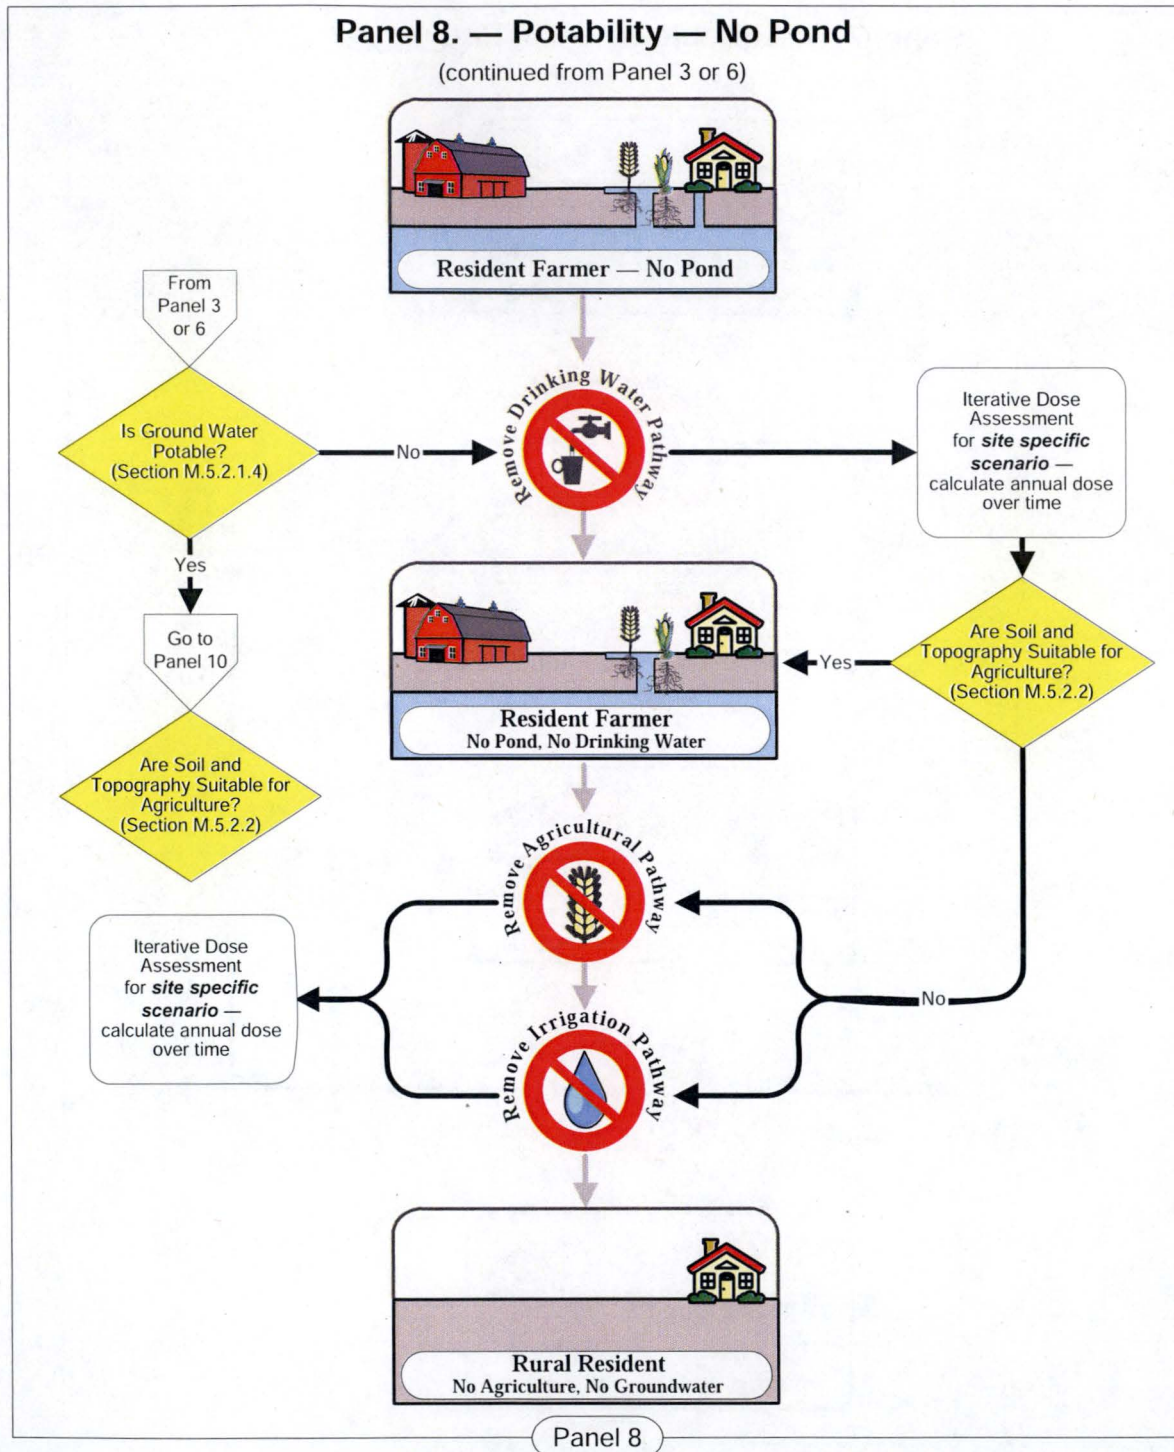 Panel 8. — Potability — No Pond
(continued from Panel 3 or 6)
Resident Farmer — No Pond
From
Panel 3
or 6
Is Ground Water
Potable?
(Section M.5.2.1.4)
No
Remove Drinking Water Pathway
Iterative Dose
Assessment
for site specific
scenario —
calculate annual dose
over time
Yes
Go to
Panel 10
Are Soil and
Topography Suitable for
Agriculture?
(Section M.5.2.2)
Resident Farmer
No Pond, No Drinking Water
Yes
Are Soil and
Topography Suitable for
Agriculture?
(Section M.5.2.2)
Remove Agricultural Pathway
Iterative Dose
Assessment
for site specific
scenario —
calculate annual dose
over time
No
Remove Irrigation Pathway
Rural Resident
No Agriculture, No Groundwater
Panel 8